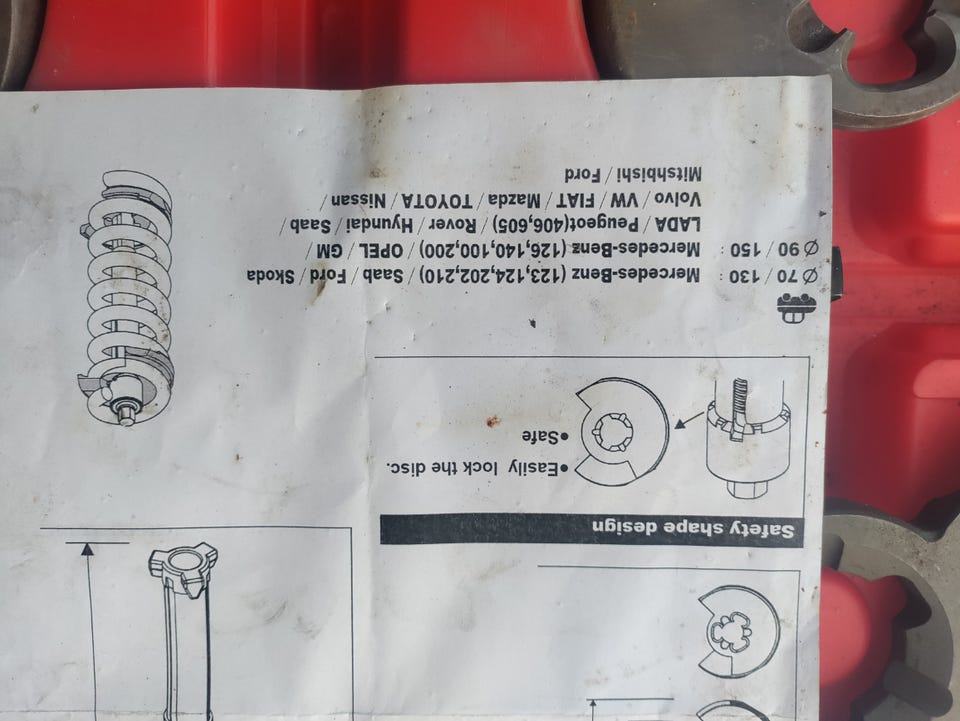 Safety shape design
•Easily lock the disc.
•Safe
Ø 70 / 130 : Mercedes-Benz (123,124,202,210) / Saab / Ford / Skoda
Ø 90 / 150 : Mercedes-Benz (126,140,100,200) / OPEL / GM /
LADA / Peugeot(406,605) / Rover / Hyundai / Saab /
Volvo / VW / FIAT / Mazda / TOYOTA / Nissan /
Mitshbishi / Ford